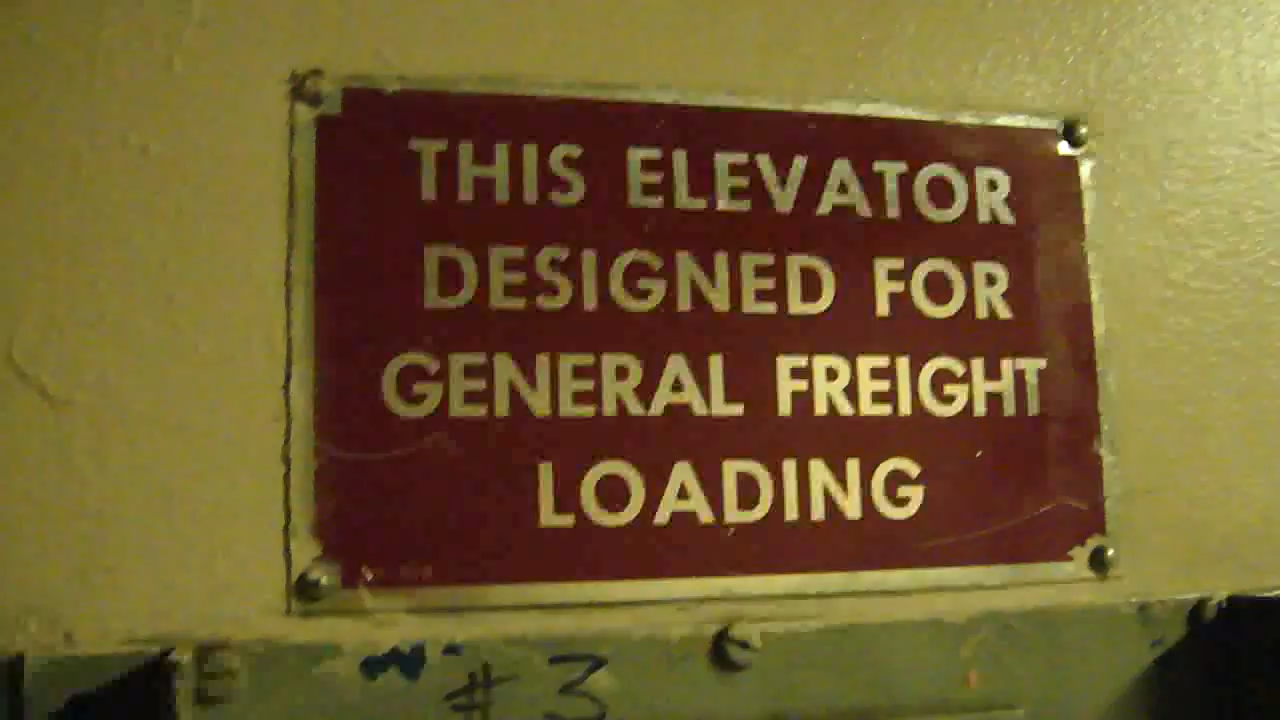 THIS ELEVATOR
DESIGNED FOR
GENERAL FREIGHT
LOADING
# 3